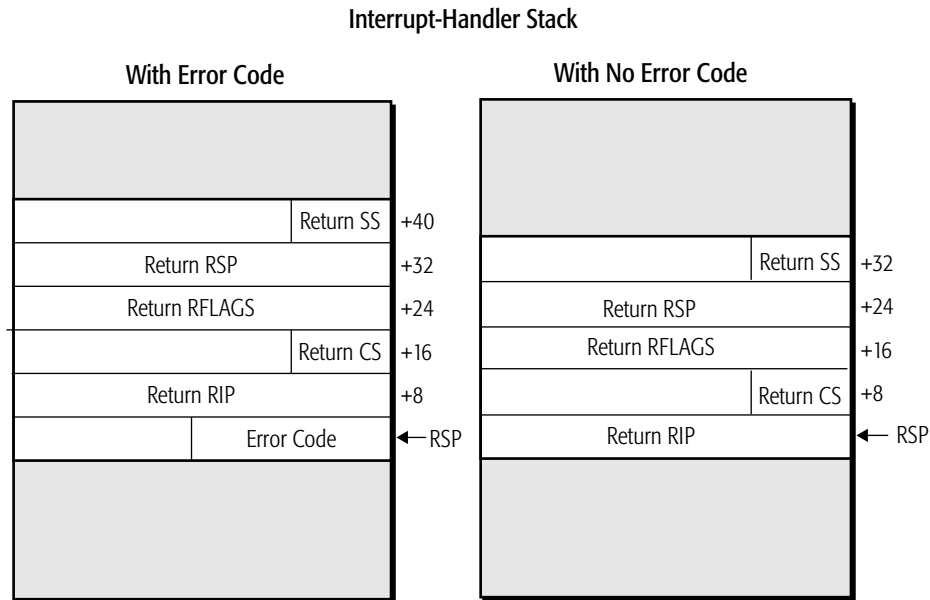 Interrupt-Handler Stack
With Error Code
Return SS +40
Return RSP +32
Return RFLAGS +24
Return CS +16
Return RIP +8
Error Code RSP
With No Error Code
Return SS +32
Return RSP +24
Return RFLAGS +16
Return CS +8
Return RIP RSP